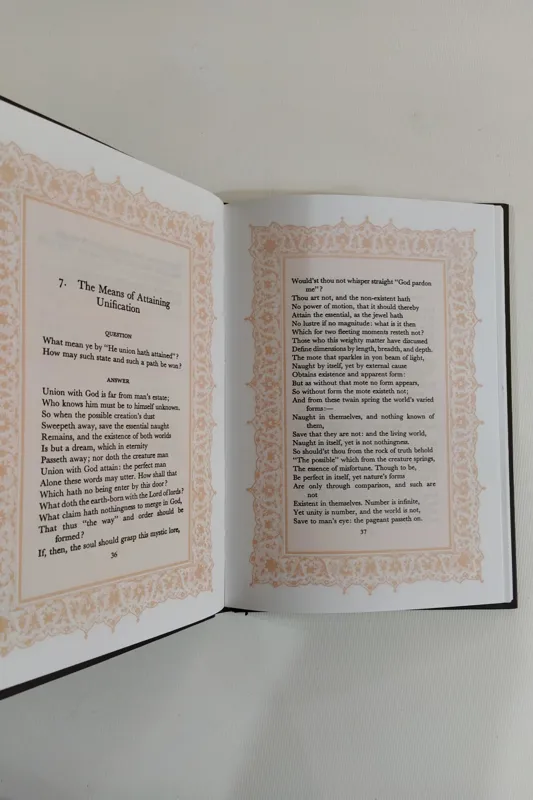 7. The Means of Attaining
Unification
QUESTION
What mean ye by "He union hath attained"?
How may such state and such a path be won?
ANSWER
Union with God is far from man's estate;
Who knows him must be to himself unknown.
So when the possible creation's dust
Sweepeth away, save the essential naught
Remains, and the existence of both worlds
Is but a dream, which in eternity
Passeth away; nor doth the creature man
Union with God attain: the perfect man
Alone these words may utter. How shall that
Which hath no being enter by this door?
What doth the earth-born with the Lord of lords?
What claim hath nothingness to merge in God,
That thus "the way" and order should be
formed?
If, then, the soul should grasp this mystic lore,
36
Would'st thou not whisper straight "God pardon
me"?
Thou art not, and the non-existent hath
No power of motion, that it should thereby
Attain the essential, as the jewel hath
No lustre if no magnitude: what is it then
Which for two fleeting moments resteth not?
Those who this weighty matter have discussed
Define dimensions by length, breadth, and depth.
The mote that sparkles in yon beam of light,
Naught by itself, yet by external cause
Obtains existence and apparent form:
But as without that mote no form appears,
So without form the mote existeth not;
And from these twain spring the world's varied
forms:—
Naught in themselves, and nothing known of
them,
Save that they are not: and the living world,
Naught in itself, yet is not nothingness.
So should'st thou from the rock of truth behold
"The possible" which from the creature springs,
The essence of misfortune. Though to be,
Be perfect in itself, yet nature's forms
Are only through comparison, and such are
not
Existent in themselves. Number is infinite,
Yet unity is number, and the world is not,
Save to man's eye: the pageant passeth on.
37